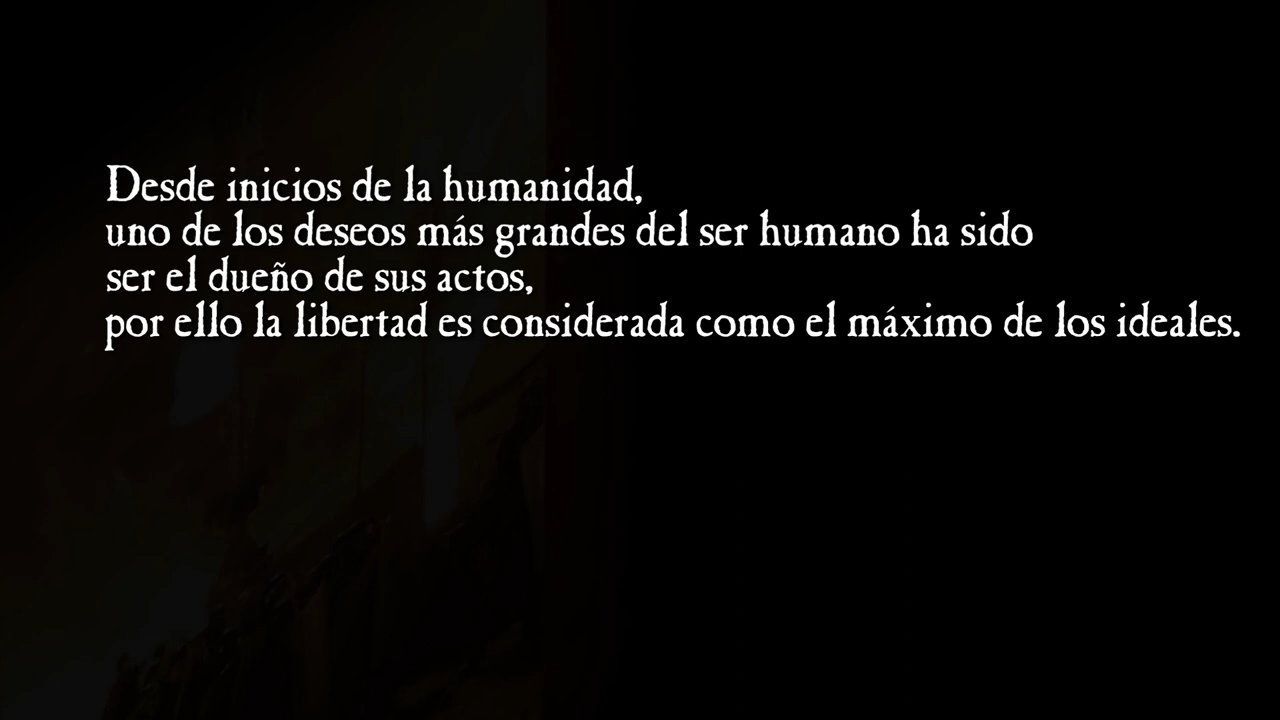 Desde inicios de la humanidad,
uno de los deseos más grandes del ser humano ha sido
ser el dueño de sus actos,
por ello la libertad es considerada como el máximo de los ideales.